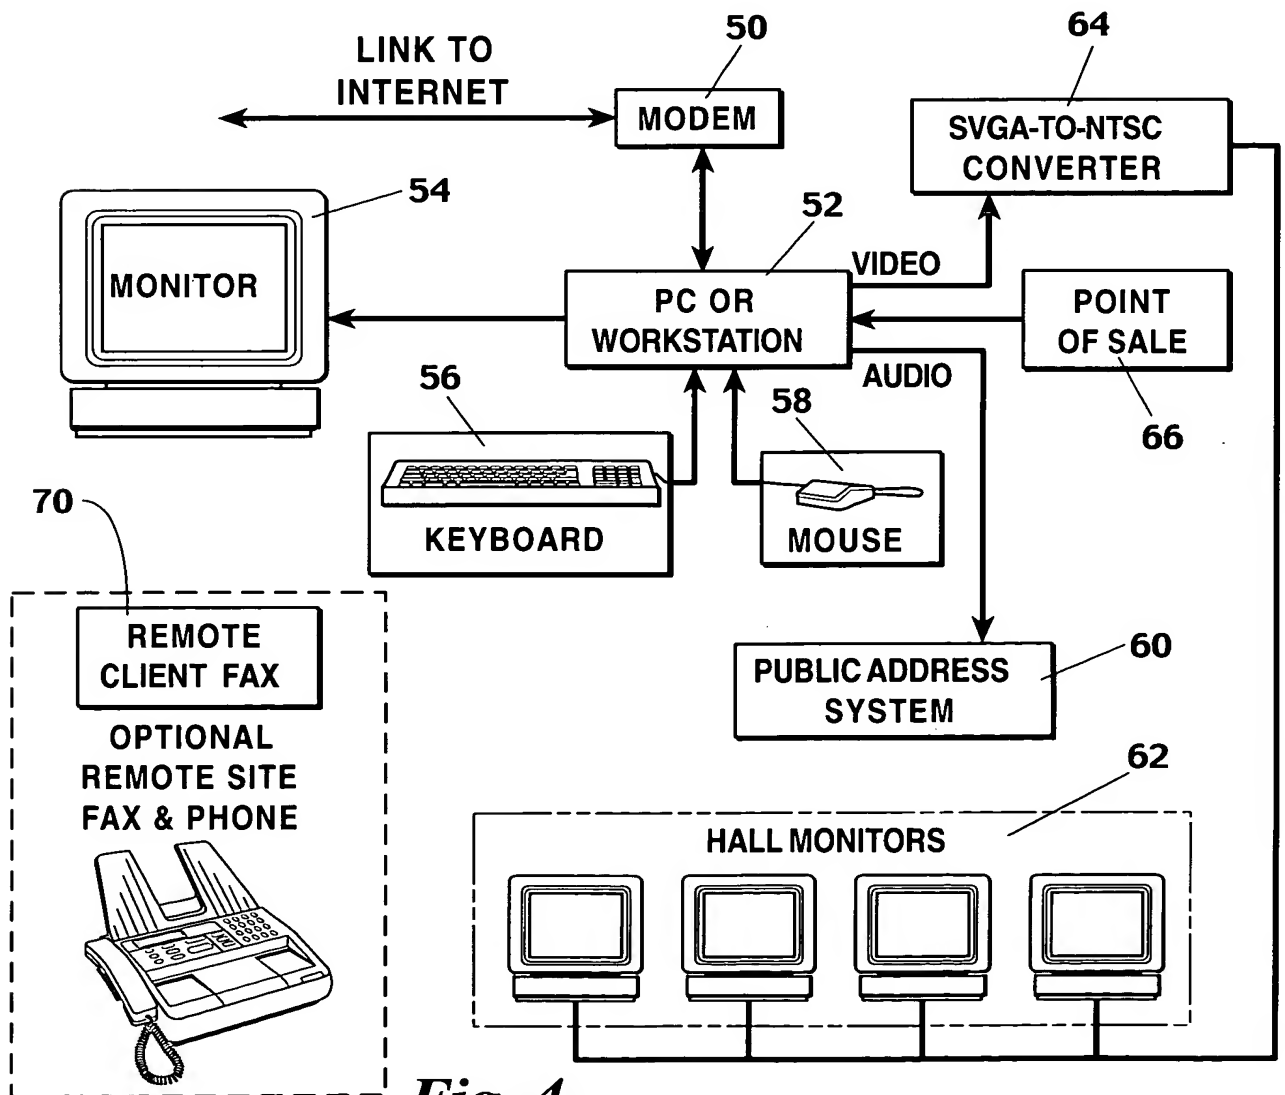 50
64
LINK TO
INTERNET
MODEM
SVGA-TO-NTSC
CONVERTER
54
52
VIDEO
MONITOR
PC OR
WORKSTATION
POINT
OF SALE
AUDIO
56
58
66
KEYBOARD
MOUSE
70
REMOTE
CLIENT FAX
60
PUBLIC ADDRESS
SYSTEM
OPTIONAL
REMOTE SITE
FAX & PHONE
62
HALL MONITORS
Fig. 4